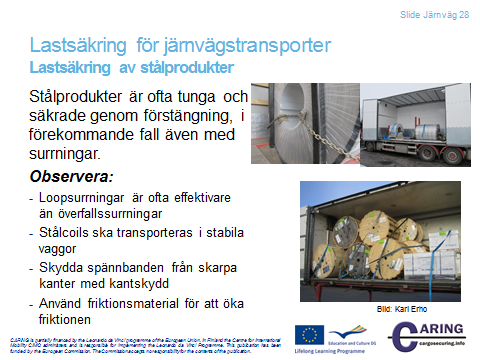 Slide Järnväg 28
Lastsäkring för järnvägstransporter
Lastsäkring av stålprodukter
Stålprodukter är ofta tunga och
säkrade genom förstängning, i
förekommande fall även med
surrningar.
Observera:
- Loopsurrningar är ofta effektivare
än överfallssurrningar
- Stålcoils ska transporteras i stabila
vaggor
- Skydda spännbanden från skarpa
kanter med kantskydd
- Använd friktionsmaterial för att öka
friktionen
Bild: Karl Erho
CARING is partially financed by the Leonardo da Vinci programme of the European Union. In Finland the Centre for International
Mobility CIMO administers and is responsible for implementing the Leonardo da Vinci Programme. This publication has been
funded by the European Commission. The Commission accepts no responsibility for the contents of the publication.
Education and Culture DG
Lifelong Learning Programme
CARING
cargosecuring.info